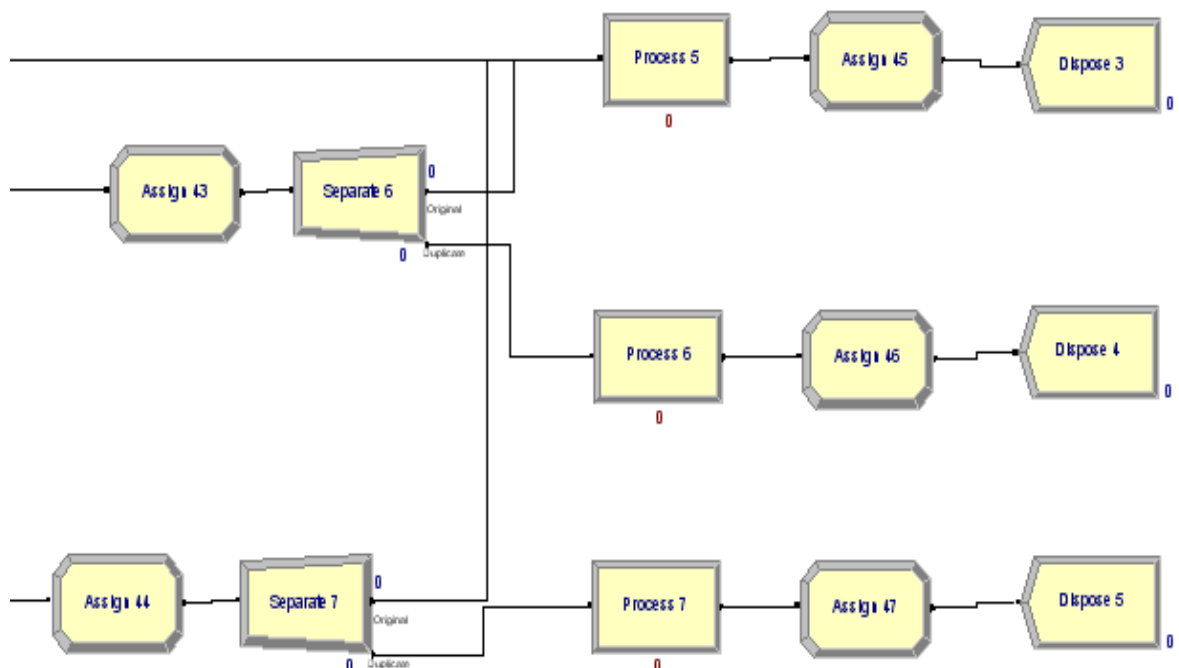 Process 5
Assign 45
Dispose 3
0
0
Assign 43
Separate 6
0
Original
0
Duplicate
Process 6
Assign 46
Dispose 4
0
0
Assign 44
Separate 7
0
Original
0
Duplicate
Process 7
Assign 47
Dispose 5
0
0